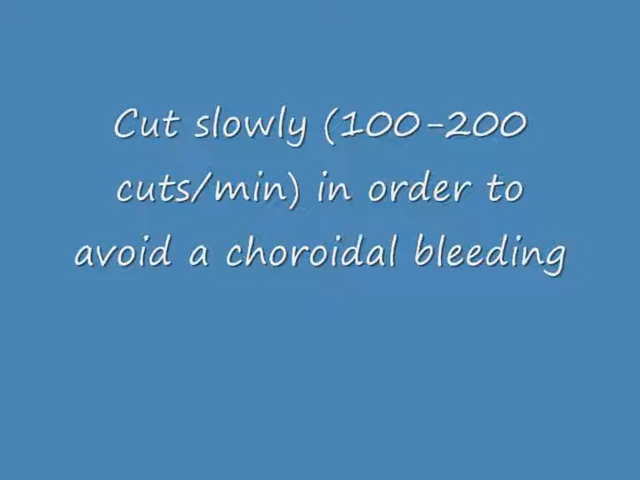 Cut slowly (100-200
cuts/min) in order to
avoid a choroidal bleeding